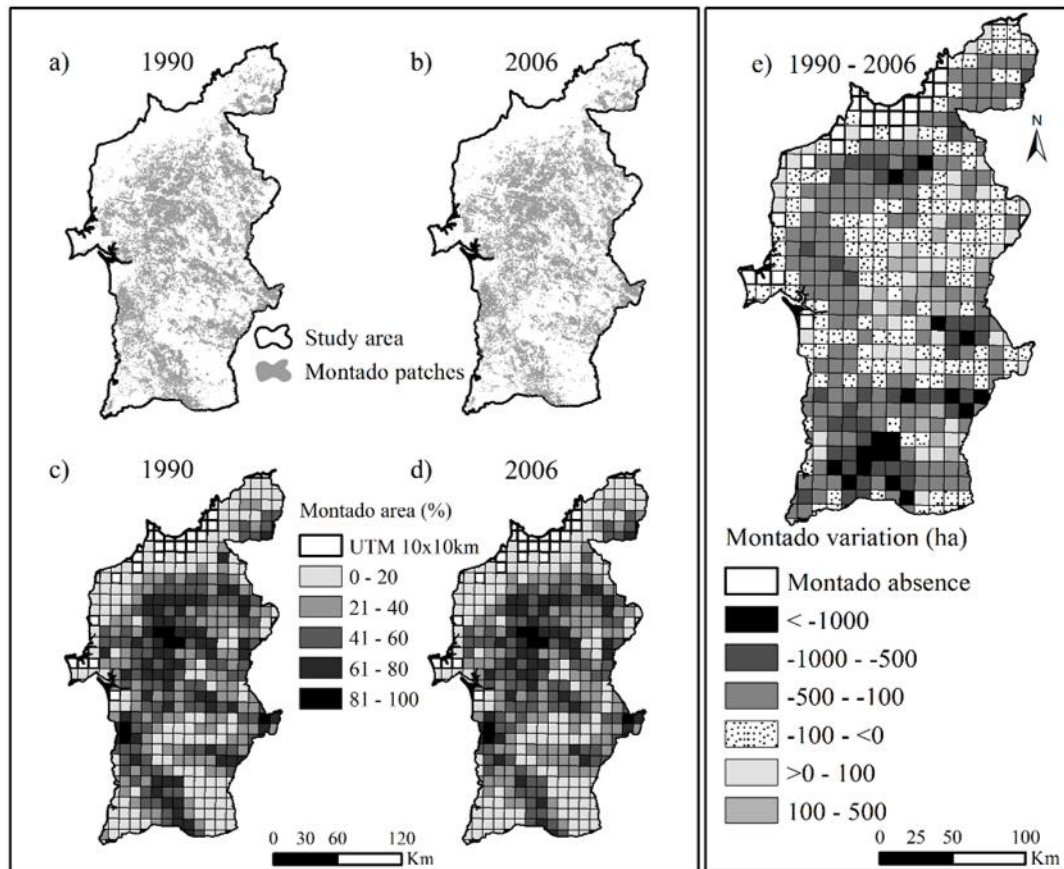 a) 1990
b) 2006
Study area
Montado patches
c) 1990
d) 2006
Montado area (%)
UTM 10x10km
0 - 20
21 - 40
41 - 60
61 - 80
81 - 100
0 30 60 120
Km
e) 1990 - 2006
N
Montado variation (ha)
Montado absence
< -1000
-1000 - -500
-500 - -100
-100 - <0
>0 - 100
100 - 500
0 25 50 100
Km